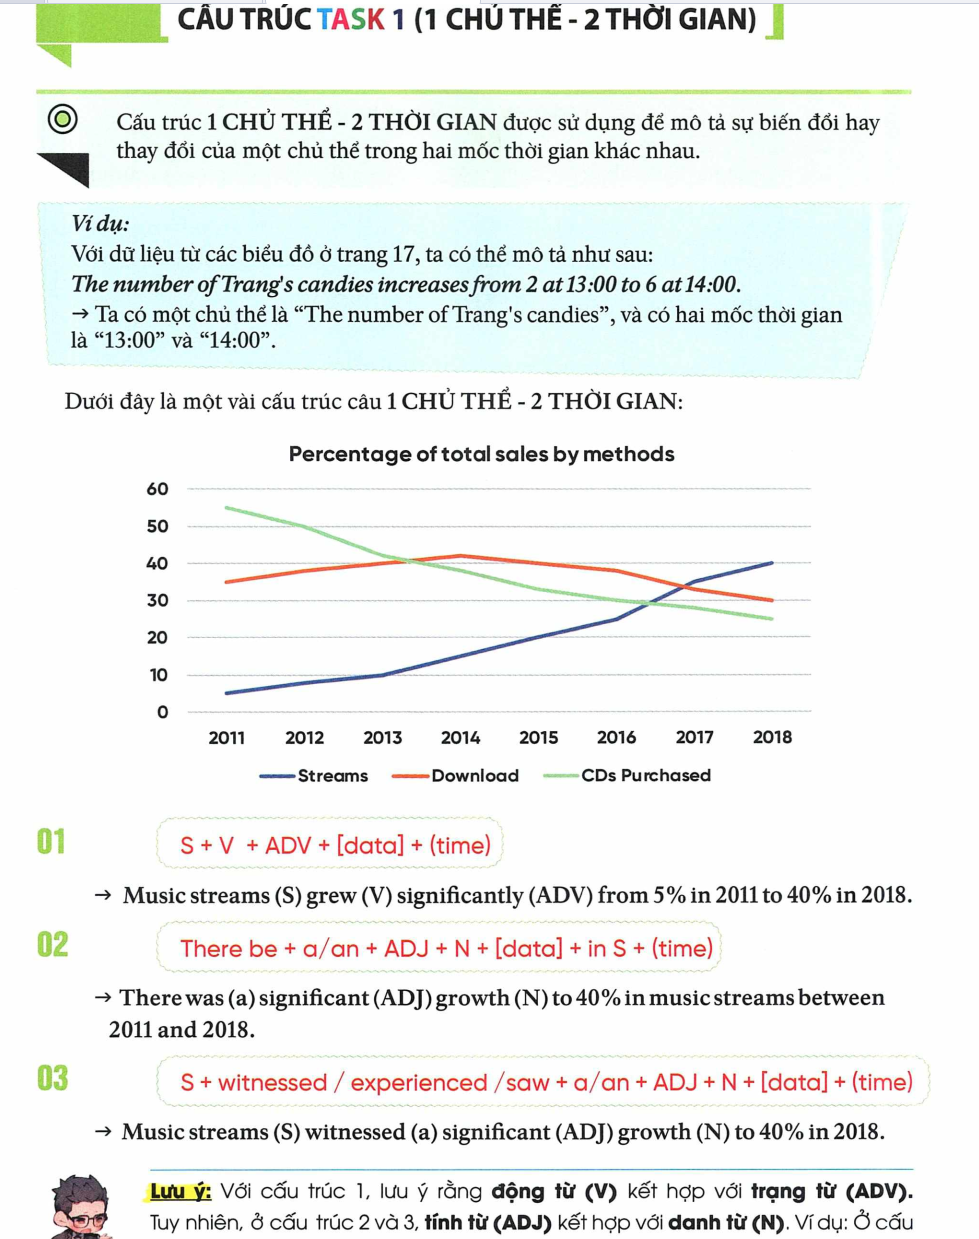 CẤU TRÚC TASK 1 (1 CHỦ THỂ - 2 THỜI GIAN)
Cấu trúc 1 CHỦ THỂ - 2 THỜI GIAN được sử dụng để mô tả sự biến đổi hay
thay đổi của một chủ thể trong hai mốc thời gian khác nhau.
Ví dụ:
Với dữ liệu từ các biểu đồ ở trang 17, ta có thể mô tả như sau:
The number of Trang's candies increases from 2 at 13:00 to 6 at 14:00.
→ Ta có một chủ thể là “The number of Trang's candies”, và có hai mốc thời gian
là “13:00” và “14:00”.
Dưới đây là một vài cấu trúc câu 1 CHỦ THỂ - 2 THỜI GIAN:
Percentage of total sales by methods
60
50
40
30
20
10
0
2011 2012 2013 2014 2015 2016 2017 2018
Streams Download CDs Purchased
01 S + V + ADV + [data] + (time)
→ Music streams (S) grew (V) significantly (ADV) from 5% in 2011 to 40% in 2018.
02 There be + a/an + ADJ + N + [data] + in S + (time)
→ There was (a) significant (ADJ) growth (N) to 40% in music streams between
2011 and 2018.
03 S + witnessed / experienced /saw + a/an + ADJ + N + [data] + (time)
→ Music streams (S) witnessed (a) significant (ADJ) growth (N) to 40% in 2018.
Lưu ý: Với cấu trúc 1, lưu ý rằng động từ (V) kết hợp với trạng từ (ADV).
Tuy nhiên, ở cấu trúc 2 và 3, tính từ (ADJ) kết hợp với danh từ (N). Ví dụ: Ở cấu